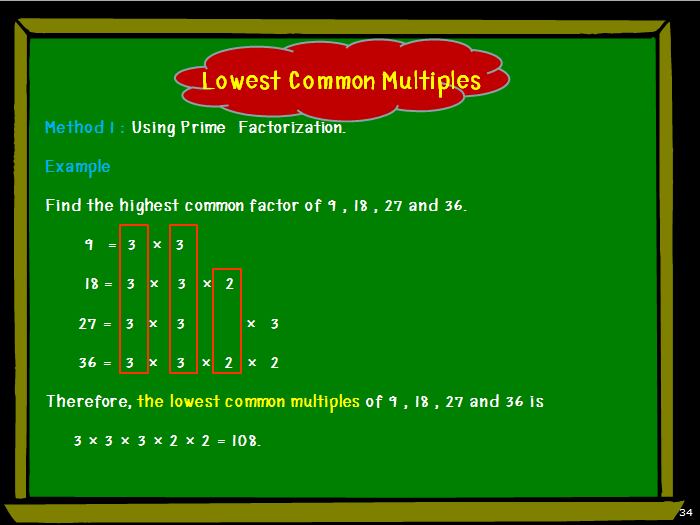 Lowest Common Multiples
Method 1 : Using Prime Factorization.
Example
Find the highest common factor of 9 , 18 , 27 and 36.
9 = 3 × 3
18 = 3 × 3 × 2
27 = 3 × 3 × 3
36 = 3 × 3 × 2 × 2
Therefore, the lowest common multiples of 9 , 18 , 27 and 36 is
3 × 3 × 3 × 2 × 2 = 108.
34